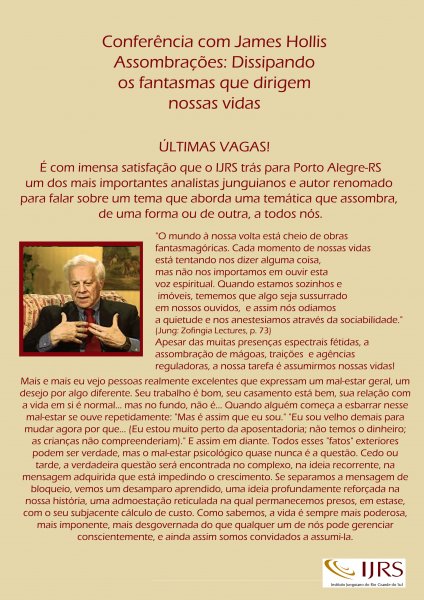 Conferência com James Hollis
Assombrações: Dissipando
os fantasmas que dirigem
nossas vidas
ÚLTIMAS VAGAS!
É com imensa satisfação que o IJRS trás para Porto Alegre-RS
um dos mais importantes analistas junguianos e autor renomado
para falar sobre um tema que aborda uma temática que assombra,
de uma forma ou de outra, a todos nós.
"O mundo à nossa volta está cheio de obras
fantasmagóricas. Cada momento de nossas vidas
está tentando nos dizer alguma coisa,
mas não nos importamos em ouvir esta
voz espiritual. Quando estamos sozinhos e
imóveis, tememos que algo seja sussurrado
em nossos ouvidos, e assim nós odiamos
a quietude e nos anestesiamos através da sociabilidade."
(Jung: Zofingia Lectures, p. 73)
Apesar das muitas presenças espectrais fétidas, a
assombração de mágoas, traições e agências
reguladoras, a nossa tarefa é assumirmos nossas vidas!
Mais e mais eu vejo pessoas realmente excelentes que expressam um mal-estar geral, um
desejo por algo diferente. Seu trabalho é bom, seu casamento está bem, sua relação com
a vida em si é normal... mas no fundo, não é... Quando alguém começa a esbarrar nesse
mal-estar se ouve repetidamente: "Mas é assim que eu sou." "Eu sou velho demais para
mudar agora por que... (Eu estou muito perto da aposentadoria; não temos o dinheiro;
as crianças não compreenderiam)." E assim em diante. Todos esses "fatos" exteriores
podem ser verdade, mas o mal-estar psicológico quase nunca é a questão. Cedo ou
tarde, a verdadeira questão será encontrada no complexo, na ideia recorrente, na
mensagem adquirida que está impedindo o crescimento. Se separamos a mensagem de
bloqueio, vemos um desamparo aprendido, uma ideia profundamente reforçada na
nossa história, uma admoestação reticulada na qual permanecemos presos, em estase,
com o seu subjacente cálculo de custo. Como sabemos, a vida é sempre mais poderosa,
mais imponente, mais desgovernada do que qualquer um de nós pode gerenciar
conscientemente, e ainda assim somos convidados a assumi-la.
IJRS
Instituto Junguiano do Rio Grande do Sul